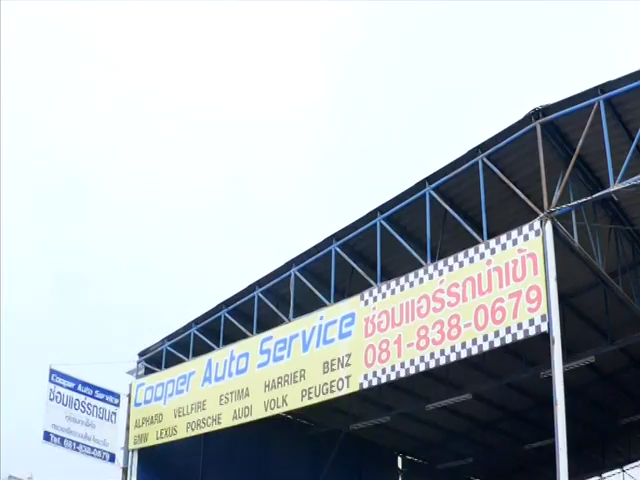 Cooper Auto Service
ALPHARD VELLFIRE ESTIMA HARRIER BENZ
BMW LEXUS PORSCHE AUDI VOLK PEUGEOT
ซ่อมแอร์รถนำเข้า
081-838-0679
Cooper Auto Service
ซ่อมแอร์รถยนต์
Tel. 081-838-0679